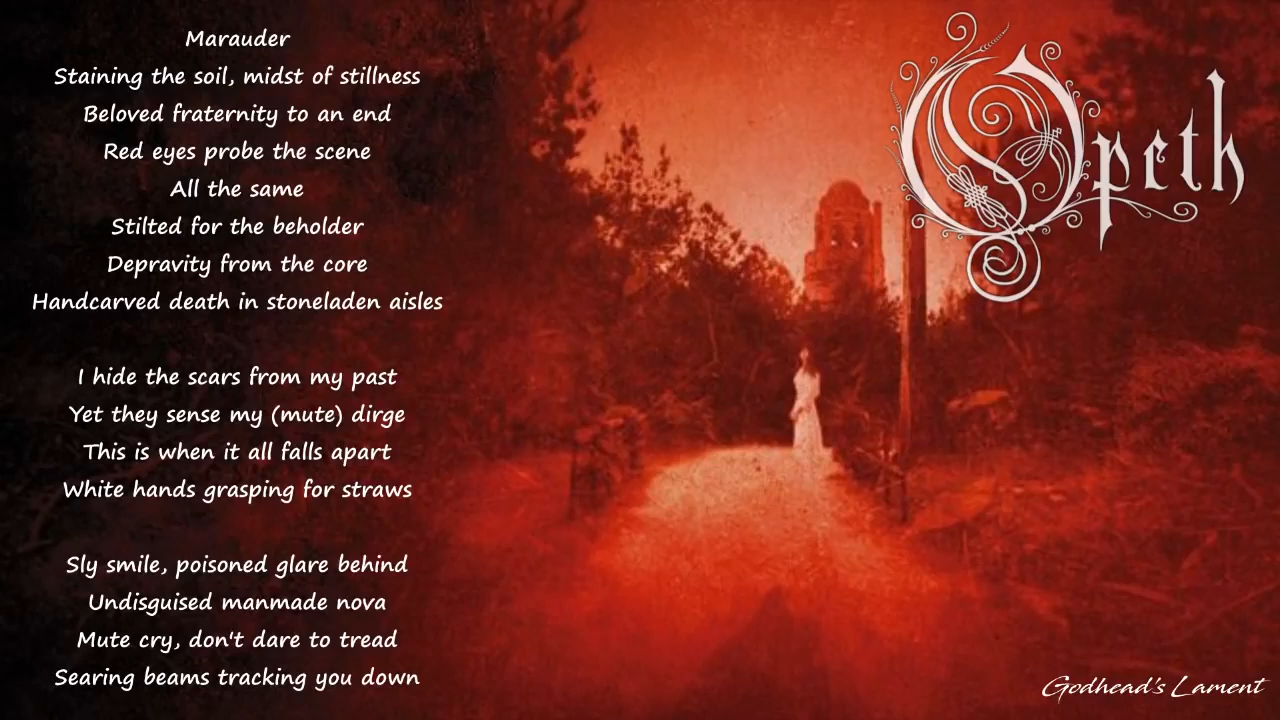 Marauder
Staining the soil, midst of stillness
Beloved fraternity to an end
Red eyes probe the scene
All the same
Stilted for the beholder
Depravity from the core
Handcarved death in stoneladen aisles
I hide the scars from my past
Yet they sense my (mute) dirge
This is when it all falls apart
White hands grasping for straws
Sly smile, poisoned glare behind
Undisguised manmade nova
Mute cry, don't dare to tread
Searing beams tracking you down
Opeth
Godhead's Lament